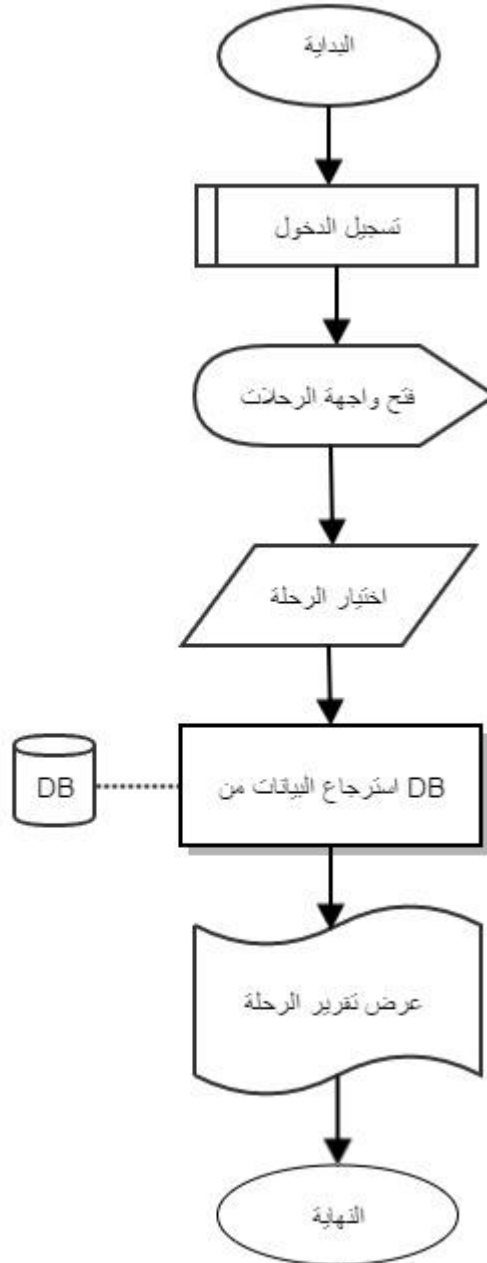 البداية
تسجيل الدخول
فتح واجهة الرحلات
اختيار الرحلة
DB
استرجاع البيانات من DB
عرض تقرير الرحلة
النهاية